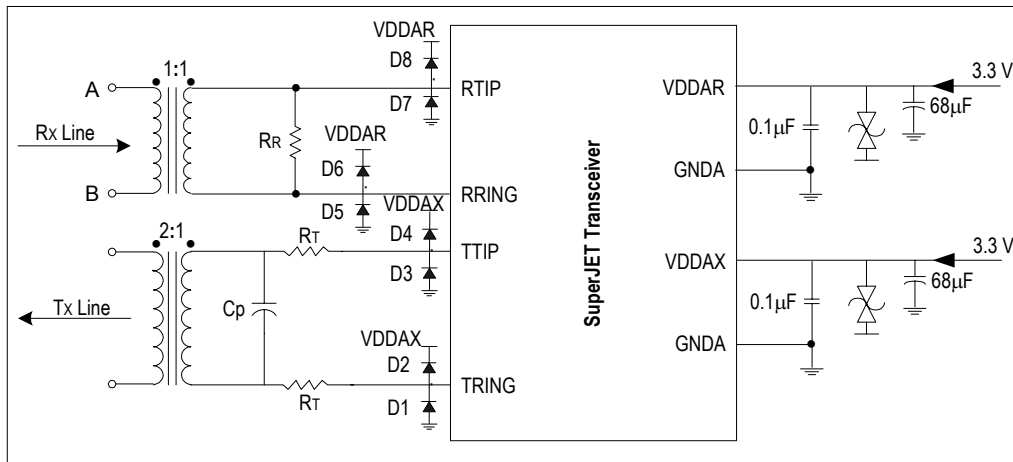 VDDAR
D8
1:1
A
RTIP
VDDAR
3.3 V
D7
68µF
Rx Line
RR
VDDAR
0.1µF
D6
GNDA
B
RRING
D5
VDDAX
2:1
RT
D4
TTIP
VDDAX
3.3 V
D3
68µF
Tx Line
Cp
0.1µF
VDDAX
D2
GNDA
TRING
RT
D1
SuperJET Transceiver